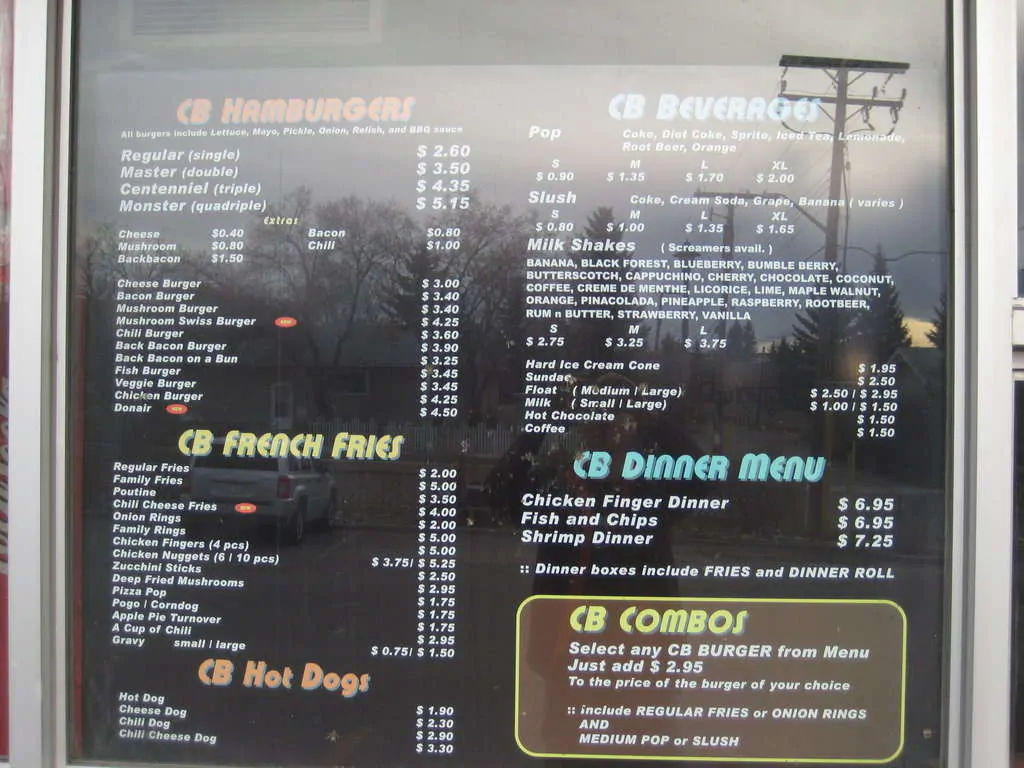 CB HAMBURGERS
All burgers include Lettuce, Mayo, Pickle, Onion, Relish, and BBQ sauce
Regular (single) $ 2.60
Master (double) $ 3.50
Centenniel (triple) $ 4.35
Monster (quadriple) $ 5.15
Extras
Cheese $0.40 Bacon $0.80
Mushroom $0.80 Chili $1.00
Backbacon $1.50
Cheese Burger $ 3.00
Bacon Burger $ 3.40
Mushroom Burger $ 3.40
Mushroom Swiss Burger NEW $ 4.25
Chili Burger $ 3.60
Back Bacon Burger $ 3.90
Back Bacon on a Bun $ 3.25
Fish Burger $ 3.45
Veggie Burger $ 3.45
Chicken Burger $ 4.25
Donair NEW $ 4.50
CB FRENCH FRIES
Regular Fries $ 2.00
Family Fries $ 5.00
Poutine $ 3.50
Chili Cheese Fries NEW $ 4.00
Onion Rings $ 2.00
Family Rings $ 5.00
Chicken Fingers (4 pcs) $ 5.00
Chicken Nuggets (6 / 10 pcs) $ 3.75/ $ 5.25
Zucchini Sticks $ 2.50
Deep Fried Mushrooms $ 2.95
Pizza Pop $ 1.75
Pogo / Corndog $ 1.75
Apple Pie Turnover $ 1.75
A Cup of Chili $ 2.95
Gravy small / large $ 0.75/ $ 1.50
CB HOT DOGS
Hot Dog $ 1.90
Cheese Dog $ 2.30
Chili Dog $ 2.90
Chili Cheese Dog $ 3.30
CB BEVERAGES
Pop Coke, Diet Coke, Sprite, Iced Tea, Lemonade,
Root Beer, Orange
S M L XL
$ 0.90 $ 1.35 $ 1.70 $ 2.00
Slush Coke, Cream Soda, Grape, Banana ( varies )
S M L XL
$ 0.80 $ 1.00 $ 1.35 $ 1.65
Milk Shakes ( Screamers avail. )
BANANA, BLACK FOREST, BLUEBERRY, BUMBLE BERRY,
BUTTERSCOTCH, CAPPUCHINO, CHERRY, CHOCOLATE, COCONUT,
COFFEE, CREME DE MENTHE, LICORICE, LIME, MAPLE WALNUT,
ORANGE, PINACOLADA, PINEAPPLE, RASPBERRY, ROOTBEER,
RUM n BUTTER, STRAWBERRY, VANILLA
S M L
$ 2.75 $ 3.25 $ 3.75
Hard Ice Cream Cone $ 1.95
Sundae $ 2.50
Float ( Medium / Large) $ 2.50 / $ 2.95
Milk ( Small / Large) $ 1.00 / $ 1.50
Hot Chocolate $ 1.50
Coffee $ 1.50
CB DINNER MENU
Chicken Finger Dinner $ 6.95
Fish and Chips $ 6.95
Shrimp Dinner $ 7.25
:: Dinner boxes include FRIES and DINNER ROLL
CB COMBOS
Select any CB BURGER from Menu
Just add $ 2.95
To the price of the burger of your choice
:: include REGULAR FRIES or ONION RINGS
AND
MEDIUM POP or SLUSH